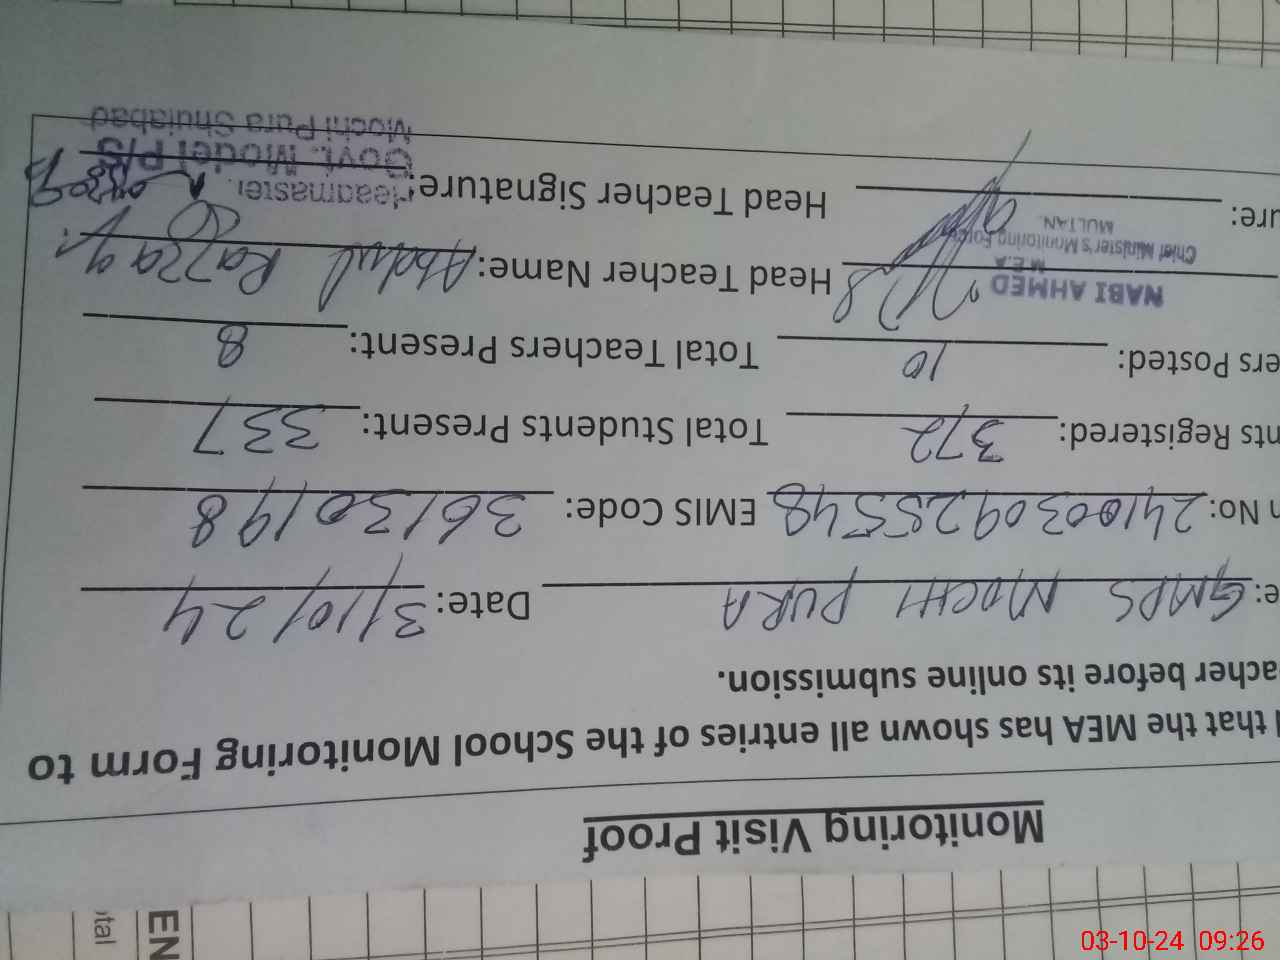 Monitoring Visit Proof
that the MEA has shown all entries of the School Monitoring Form to
acher before its online submission.
e: GMPS MOCHI PURA Date: 3/10/24
No: 2410030925548 EMIS Code: 36130198
nts Registered: 372 Total Students Present: 337
ers Posted: 10 Total Teachers Present: 8
Head Teacher Name: Abdul Razzaq
NABI AHMED
M.E.A
Chief Minister's Monitoring Force
MULTAN.
ure: Head Teacher Signature:
Headmaster
Govt. Model P/S
Mochi Pura Shujabad
EN
tal
03-10-24 09:26